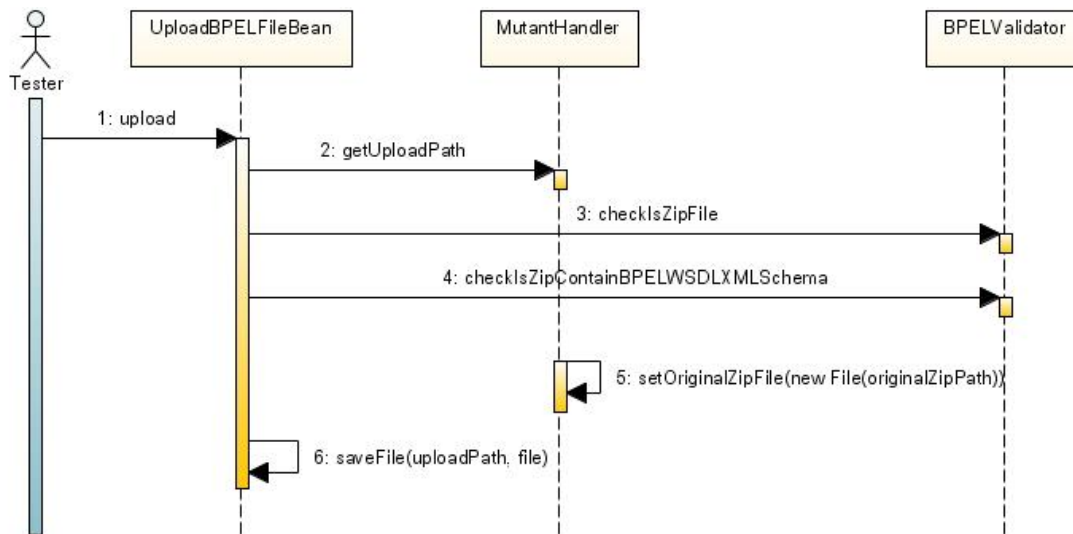 UploadBPELFileBean
MutantHandler
BPELValidator
Tester
1: upload
2: getUploadPath
3: checkIsZipFile
4: checkIsZipContainBPELWSDLXMLSchema
5: setOriginalZipFile(new File(originalZipPath))
6: saveFile(uploadPath, file)